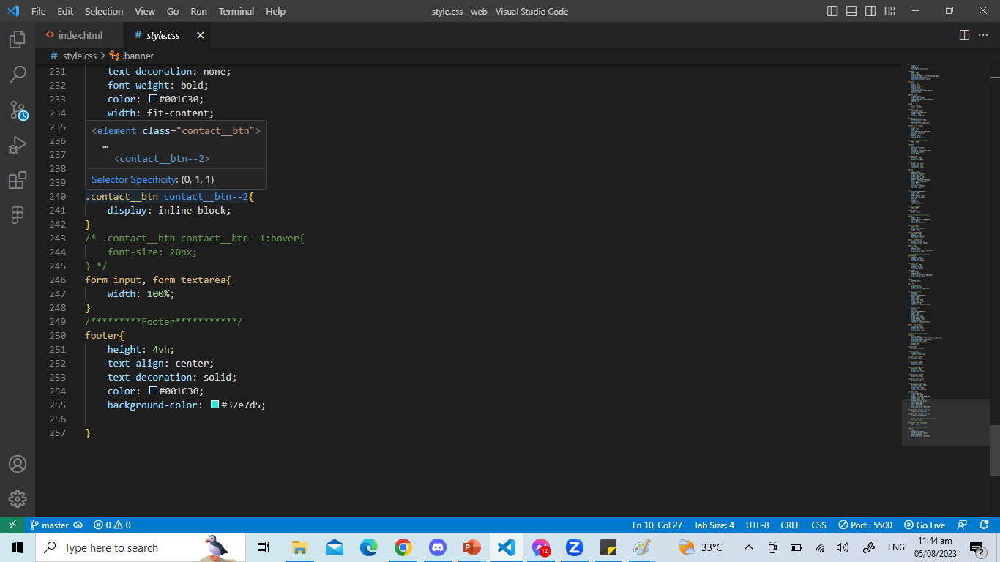 File Edit Selection View Go Run Terminal Help
style.css - web - Visual Studio Code
<> index.html
# style.css
# style.css > .banner
231 text-decoration: none;
232 font-weight: bold;
233 color: #001C30;
234 width: fit-content;
235
<element class="contact__btn">
236
…
237
<contact__btn--2>
238
239
Selector Specificity: (0, 1, 1)
240 .contact__btn contact__btn--2{
241 display: inline-block;
242 }
243 /* .contact__btn contact__btn--1:hover{
244 font-size: 20px;
245 } */
246 form input, form textarea{
247 width: 100%;
248 }
249 /*********Footer***********/
250 footer{
251 height: 4vh;
252 text-align: center;
253 text-decoration: solid;
254 color: #001C30;
255 background-color: #32e7d5;
256
257 }
master 0 0 Ln 10, Col 27 Tab Size: 4 UTF-8 CRLF CSS Port : 5500 Go Live
Type here to search 12 33°C ENG 11:44 am
05/08/2023 2